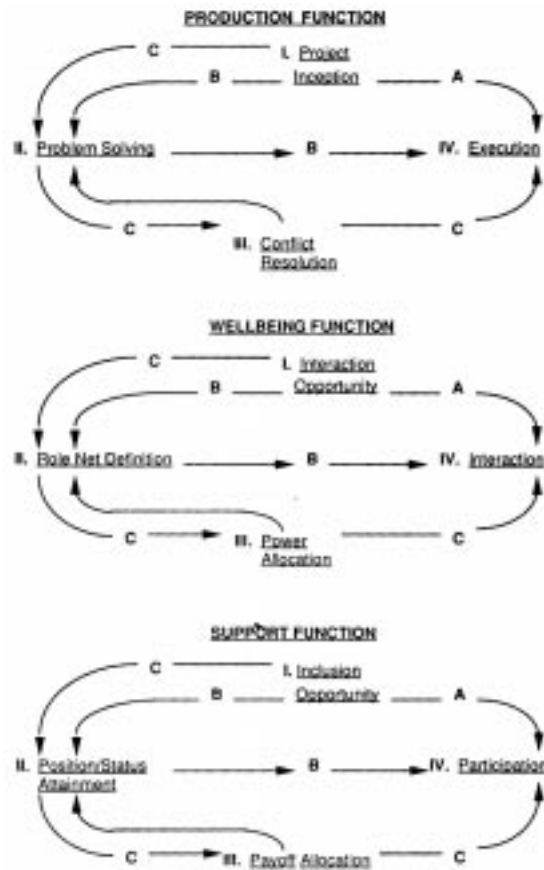 PRODUCTION FUNCTION
C I. Project
B Inception A
II. Problem Solving B IV. Execution
C III. Conflict C
Resolution
WELLBEING FUNCTION
C I. Interaction
B Opportunity A
II. Role Net Definition B IV. Interaction
C III. Power C
Allocation
SUPPORT FUNCTION
C I. Inclusion
B Opportunity A
II. Position/Status B IV. Participation
Attainment
C III. Payoff Allocation C